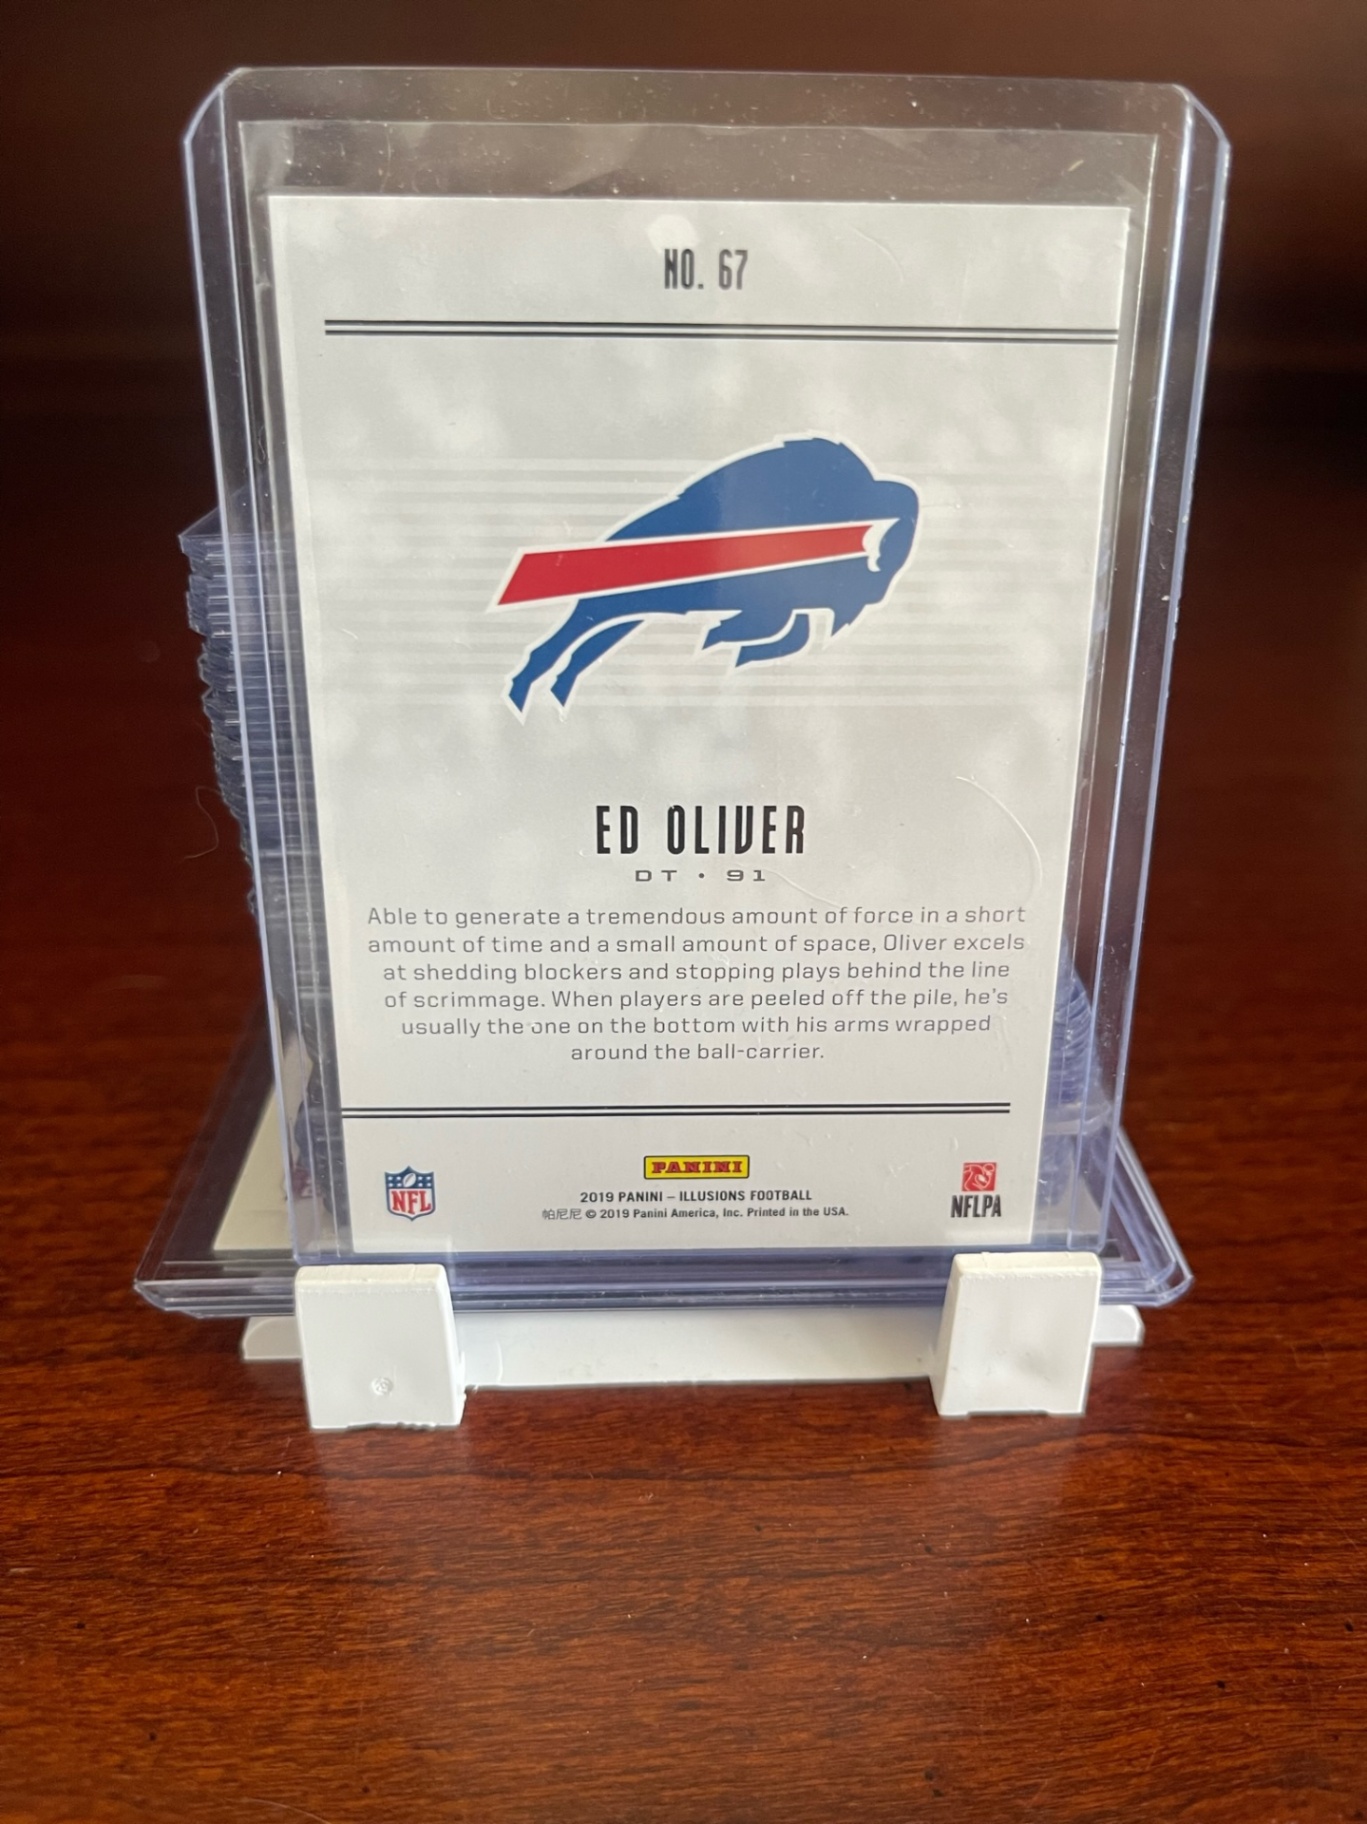 NO. 67
ED OLIVER
DT • 91
Able to generate a tremendous amount of force in a short
amount of time and a small amount of space, Oliver excels
at shedding blockers and stopping plays behind the line
of scrimmage. When players are peeled off the pile, he's
usually the one on the bottom with his arms wrapped
around the ball-carrier.
PANINI
NFL
2019 PANINI – ILLUSIONS FOOTBALL
NFLPA
帕尼尼 © 2019 Panini America, Inc. Printed in the USA.